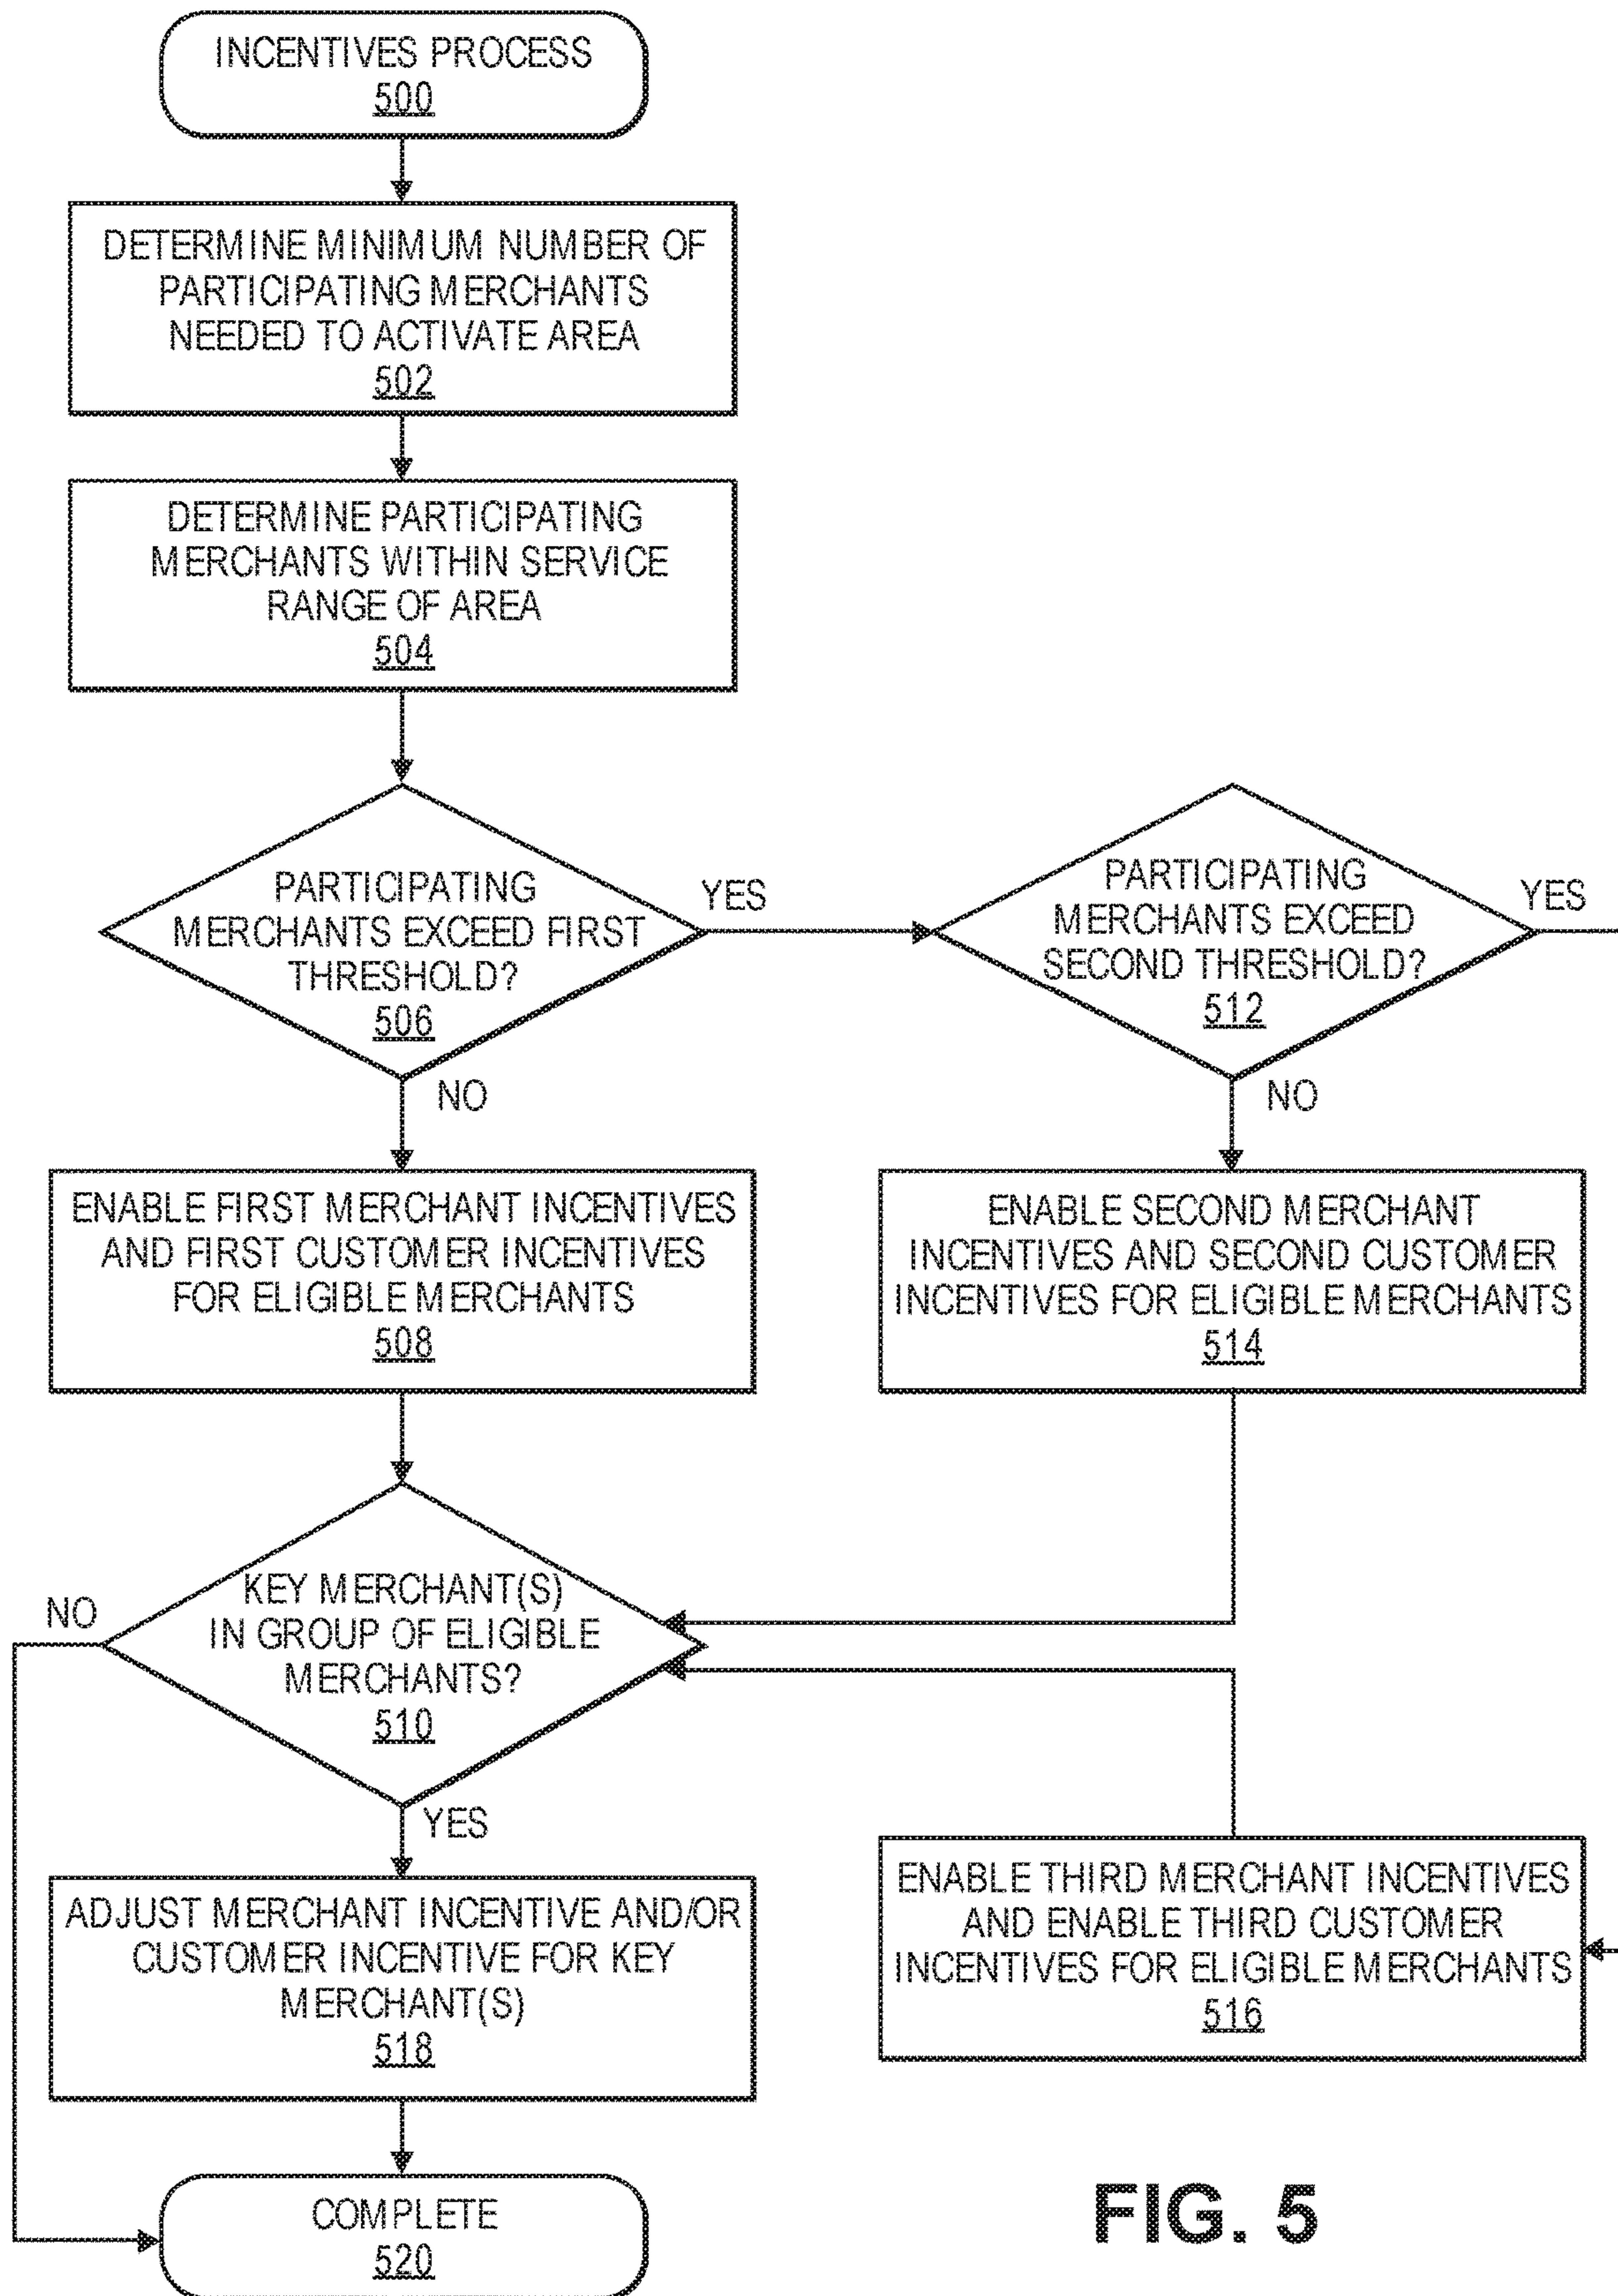 INCENTIVES PROCESS
500
DETERMINE MINIMUM NUMBER OF
PARTICIPATING MERCHANTS
NEEDED TO ACTIVATE AREA
502
DETERMINE PARTICIPATING
MERCHANTS WITHIN SERVICE
RANGE OF AREA
504
PARTICIPATING
MERCHANTS EXCEED FIRST
THRESHOLD?
506
YES
NO
PARTICIPATING
MERCHANTS EXCEED
SECOND THRESHOLD?
512
YES
NO
ENABLE FIRST MERCHANT INCENTIVES
AND FIRST CUSTOMER INCENTIVES
FOR ELIGIBLE MERCHANTS
508
ENABLE SECOND MERCHANT
INCENTIVES AND SECOND CUSTOMER
INCENTIVES FOR ELIGIBLE MERCHANTS
514
KEY MERCHANT(S)
IN GROUP OF ELIGIBLE
MERCHANTS?
510
NO
YES
ADJUST MERCHANT INCENTIVE AND/OR
CUSTOMER INCENTIVE FOR KEY
MERCHANT(S)
518
ENABLE THIRD MERCHANT INCENTIVES
AND ENABLE THIRD CUSTOMER
INCENTIVES FOR ELIGIBLE MERCHANTS
516
COMPLETE
520
FIG. 5